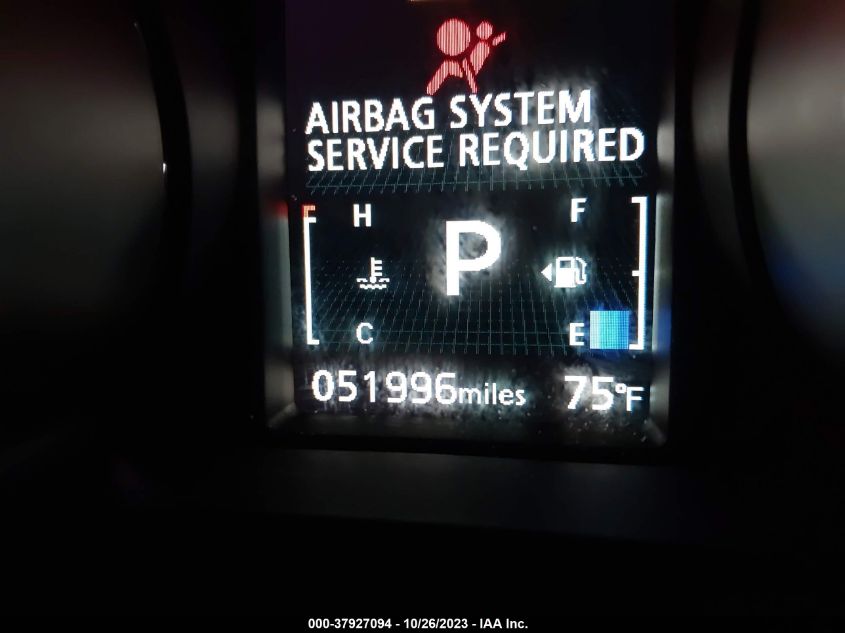 AIRBAG SYSTEM
SERVICE REQUIRED
H F
P
C E
051996miles 75°F
000-37927094 - 10/26/2023 - IAA Inc.